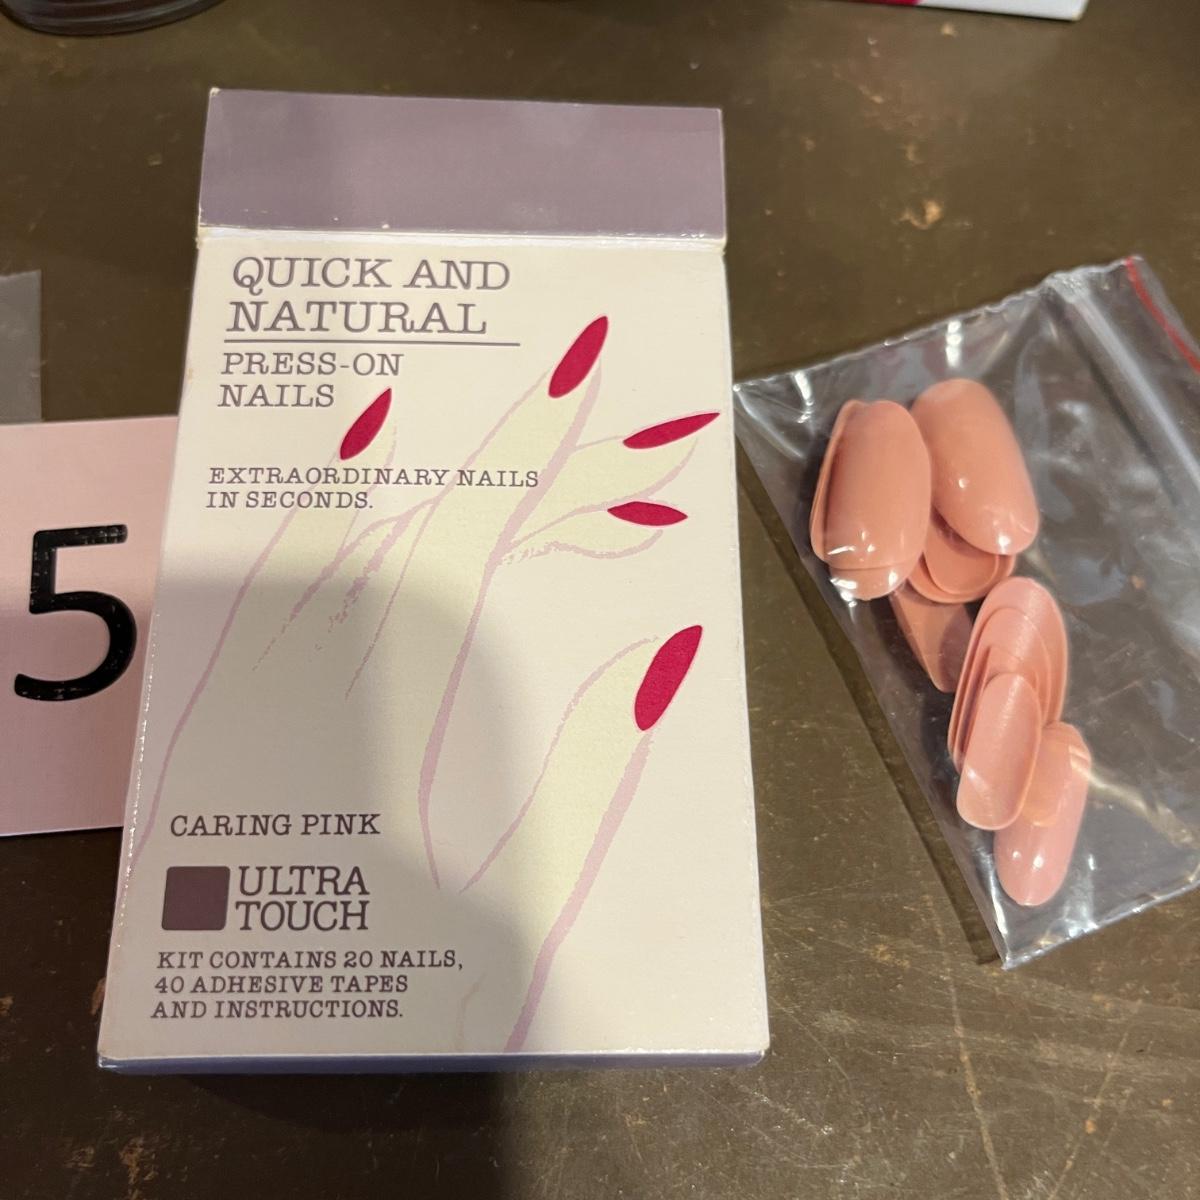 QUICK AND
NATURAL
PRESS-ON
NAILS
EXTRAORDINARY NAILS
IN SECONDS.
5
CARING PINK
ULTRA
TOUCH
KIT CONTAINS 20 NAILS,
40 ADHESIVE TAPES
AND INSTRUCTIONS.